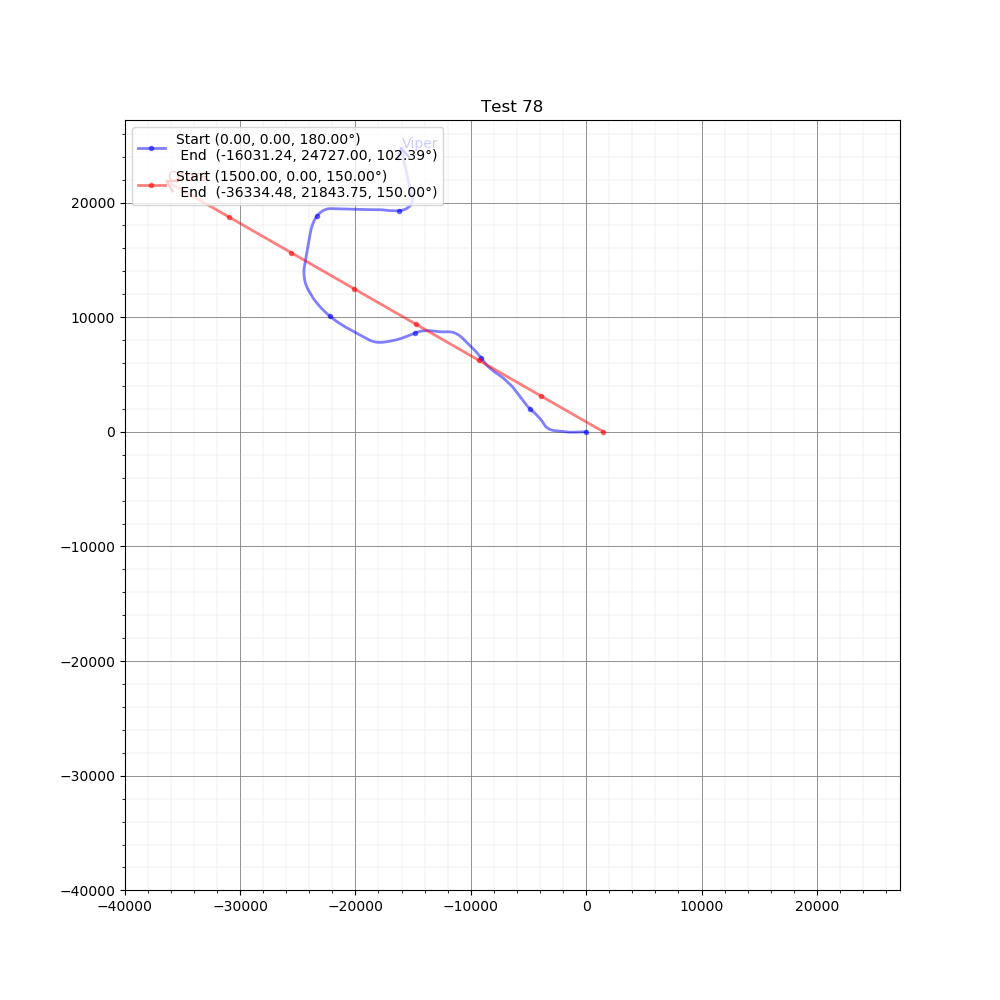 Test 78
Start (0.00, 0.00, 180.00°)
End (-16031.24, 24727.00, 102.39°)
Start (1500.00, 0.00, 150.00°)
End (-36334.48, 21843.75, 150.00°)
Viper
20000
10000
0
−10000
−20000
−30000
−40000
−40000 −30000 −20000 −10000 0 10000 20000